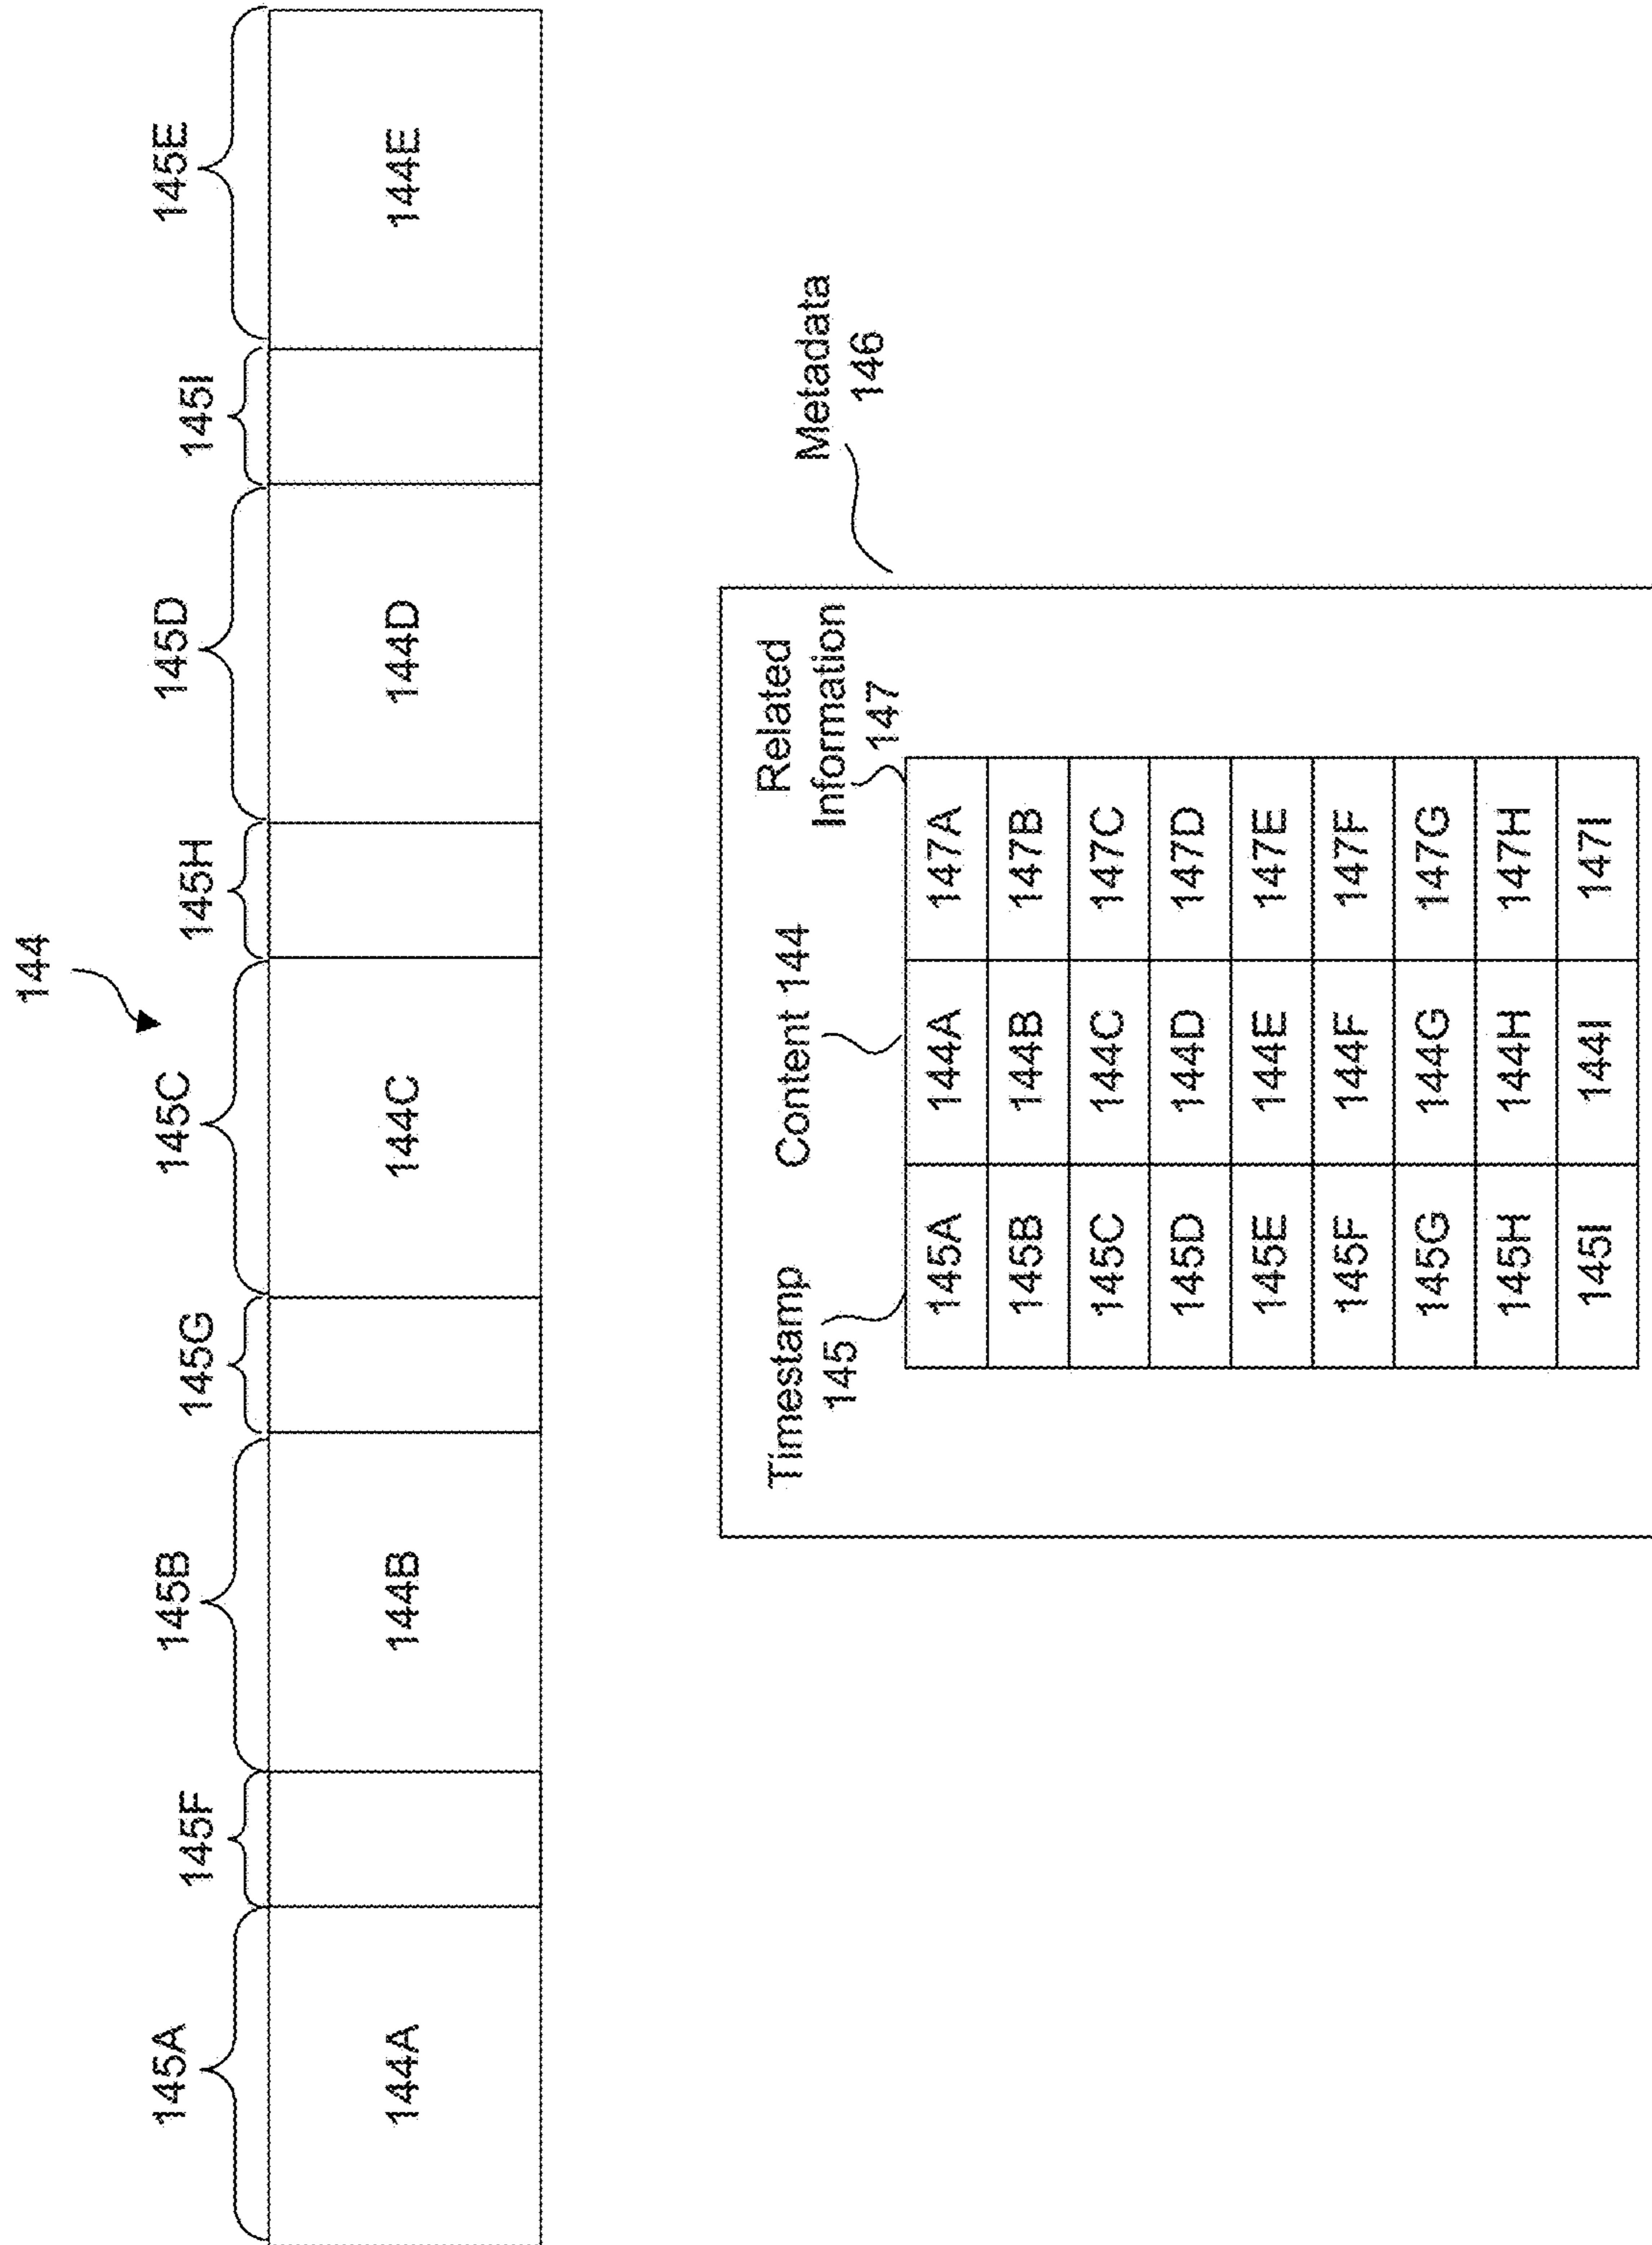 144
145A
145F
145B
145G
145C
145H
145D
145I
145E
144A
144B
144C
144D
144E
Metadata
146
Timestamp
145
Content 144
Related
Information
147
145A 144A 147A
145B 144B 147B
145C 144C 147C
145D 144D 147D
145E 144E 147E
145F 144F 147F
145G 144G 147G
145H 144H 147H
145I 144I 147I